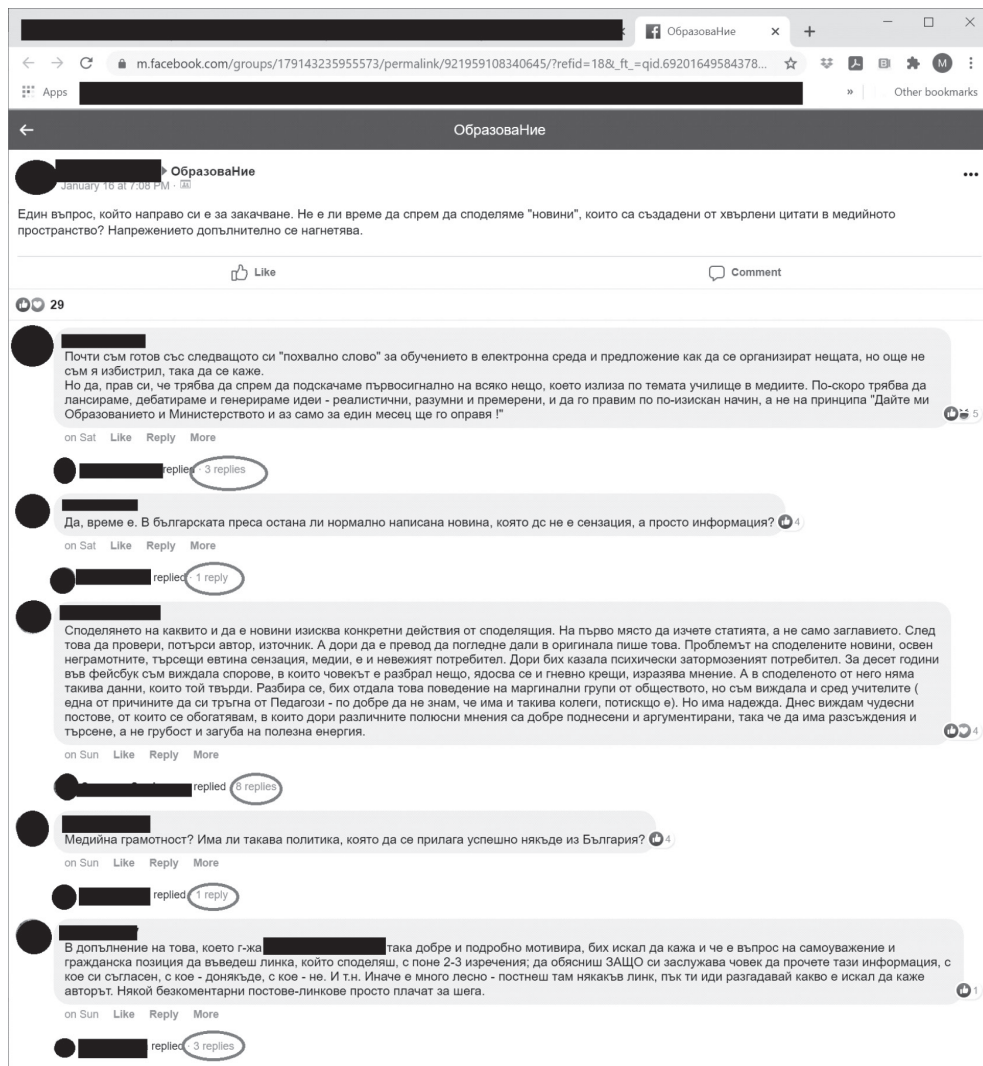 ОбразоваНие
m.facebook.com/groups/179143235955573/permalink/921959108340645/?refid=18&_ft_=qid.69201649584378...
M
Apps
» Other bookmarks
ОбразоваНие
ОбразоваНие
January 16 at 7:08 PM ·
Един въпрос, който направо си е за закачване. Не е ли време да спрем да споделяме "новини", които са създадени от хвърлени цитати в медийното
пространство? Напрежението допълнително се нагнетява.
Like Comment
29
Почти съм готов със следващото си "похвално слово" за обучението в електронна среда и предложение как да се организират нещата, но още не
съм я избистрил, така да се каже.
Но да, прав си, че трябва да спрем да подскачаме първосигнално на всяко нещо, което излиза по темата училище в медиите. По-скоро трябва да
лансираме, дебатираме и генерираме идеи - реалистични, разумни и премерени, и да го правим по по-изискан начин, а не на принципа "Дайте ми
Образованието и Министерството и аз само за един месец ще го оправя !"
5
on Sat Like Reply More
replied · 3 replies
Да, време е. В българската преса остана ли нормално написана новина, която дс не е сензация, а просто информация? 4
on Sat Like Reply More
replied · 1 reply
Споделянето на каквито и да е новини изисква конкретни действия от споделящия. На първо място да изчете статията, а не само заглавието. След
това да провери, потърси автор, източник. А дори да е превод да погледне дали в оригинала пише това. Проблемът на споделените новини, освен
неграмотните, търсещи евтина сензация, медии, е и невежият потребител. Дори бих казала психически затормозеният потребител. За десет години
във фейсбук съм виждала спорове, в които човекът е разбрал нещо, ядосва се и гневно крещи, изразява мнение. А в споделеното от него няма
такива данни, които той твърди. Разбира се, бих отдала това поведение на маргинални групи от обществото, но съм виждала и сред учителите (
една от причините да си тръгна от Педагози - по добре да не знам, че има и такива колеги, потискащо е). Но има надежда. Днес виждам чудесни
постове, от които се обогатявам, в които дори различните полюсни мнения са добре поднесени и аргументирани, така че да има разсъждения и
търсене, а не грубост и загуба на полезна енергия.
4
on Sun Like Reply More
replied · 8 replies
Медийна грамотност? Има ли такава политика, която да се прилага успешно някъде из България? 4
on Sun Like Reply More
replied · 1 reply
В допълнение на това, което г-жа така добре и подробно мотивира, бих искал да кажа и че е въпрос на самоуважение и
гражданска позиция да въведеш линка, който споделяш, с поне 2-3 изречения; да обясниш ЗАЩО си заслужава човек да прочете тази информация, с
кое си съгласен, с кое - донякъде, с кое - не. И т.н. Иначе е много лесно - постнеш там някакъв линк, пък ти иди разгадавай какво е искал да каже
авторът. Някой безкоментарни постове-линкове просто плачат за шега.
1
on Sun Like Reply More
replied · 3 replies